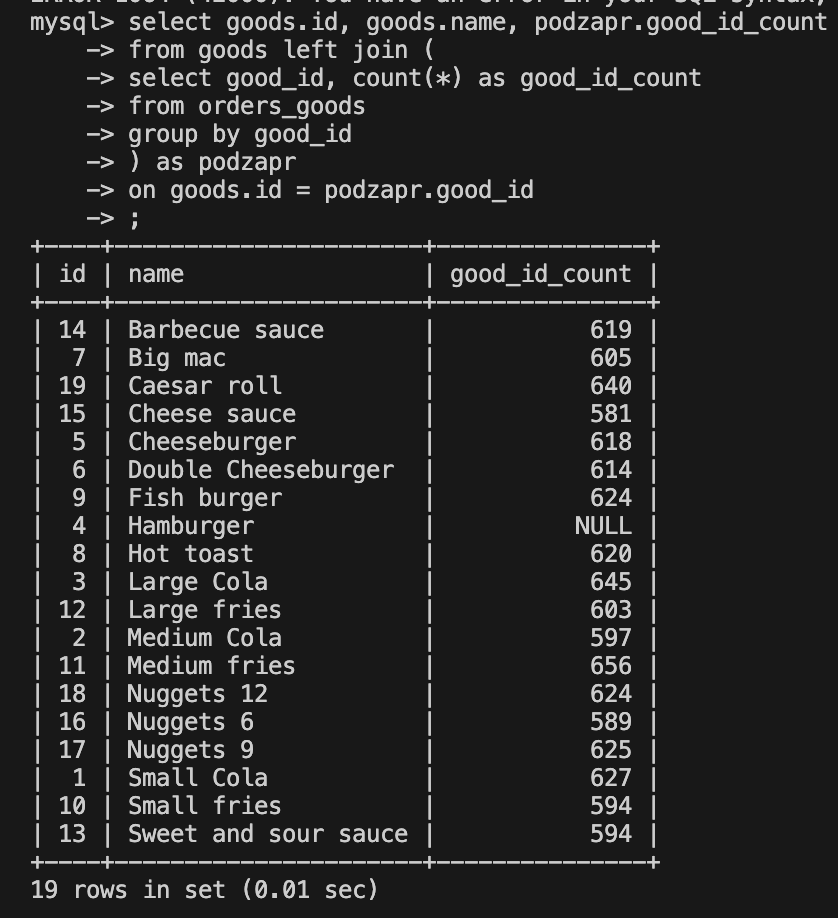 mysql> select goods.id, goods.name, podzapr.good_id_count
-> from goods left join (
-> select good_id, count(*) as good_id_count
-> from orders_goods
-> group by good_id
-> ) as podzapr
-> on goods.id = podzapr.good_id
-> ;
+----+----------------------+---------------+
| id | name | good_id_count |
+----+----------------------+---------------+
| 14 | Barbecue sauce | 619 |
| 7 | Big mac | 605 |
| 19 | Caesar roll | 640 |
| 15 | Cheese sauce | 581 |
| 5 | Cheeseburger | 618 |
| 6 | Double Cheeseburger | 614 |
| 9 | Fish burger | 624 |
| 4 | Hamburger | NULL |
| 8 | Hot toast | 620 |
| 3 | Large Cola | 645 |
| 12 | Large fries | 603 |
| 2 | Medium Cola | 597 |
| 11 | Medium fries | 656 |
| 18 | Nuggets 12 | 624 |
| 16 | Nuggets 6 | 589 |
| 17 | Nuggets 9 | 625 |
| 1 | Small Cola | 627 |
| 10 | Small fries | 594 |
| 13 | Sweet and sour sauce | 594 |
+----+----------------------+---------------+
19 rows in set (0.01 sec)